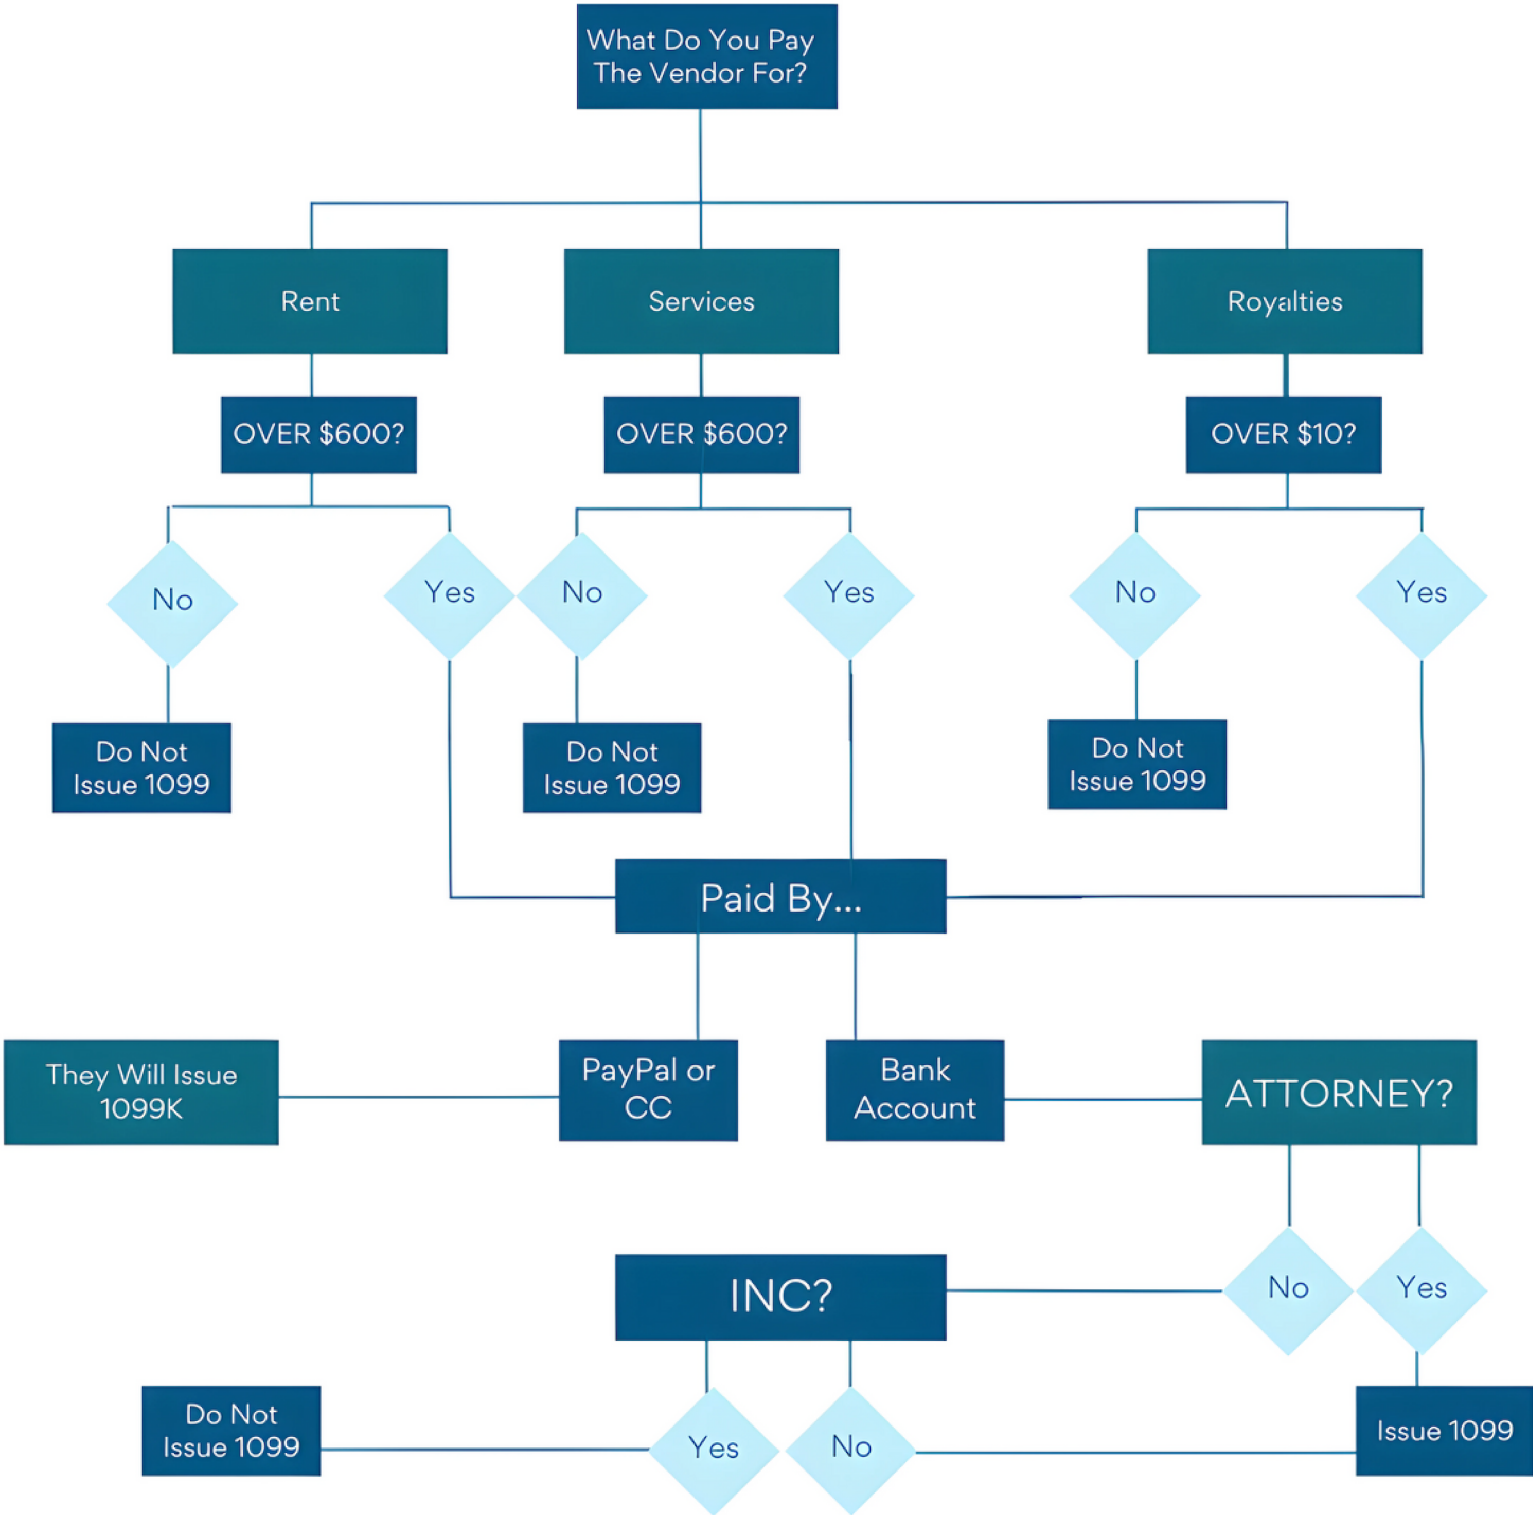 What Do You Pay
The Vendor For?
Rent
Services
Royalties
OVER $600?
OVER $600?
OVER $10?
No
Yes
No
Yes
No
Yes
Do Not
Issue 1099
Do Not
Issue 1099
Do Not
Issue 1099
Paid By...
They Will Issue
1099K
PayPal or
CC
Bank
Account
ATTORNEY?
INC?
No
Yes
Do Not
Issue 1099
Yes
No
Issue 1099